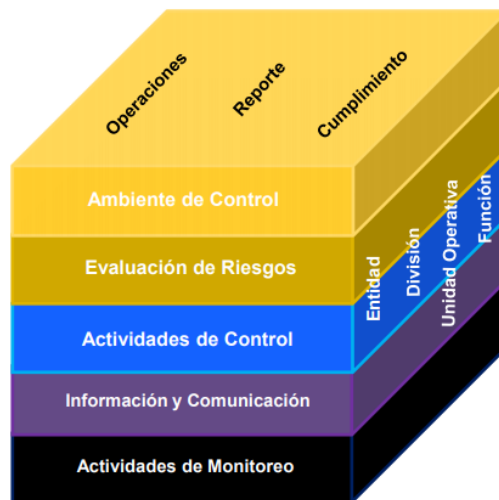 Operaciones
Reporte
Cumplimiento
Ambiente de Control
Evaluación de Riesgos
Actividades de Control
Información y Comunicación
Actividades de Monitoreo
Entidad
División
Unidad Operativa
Función